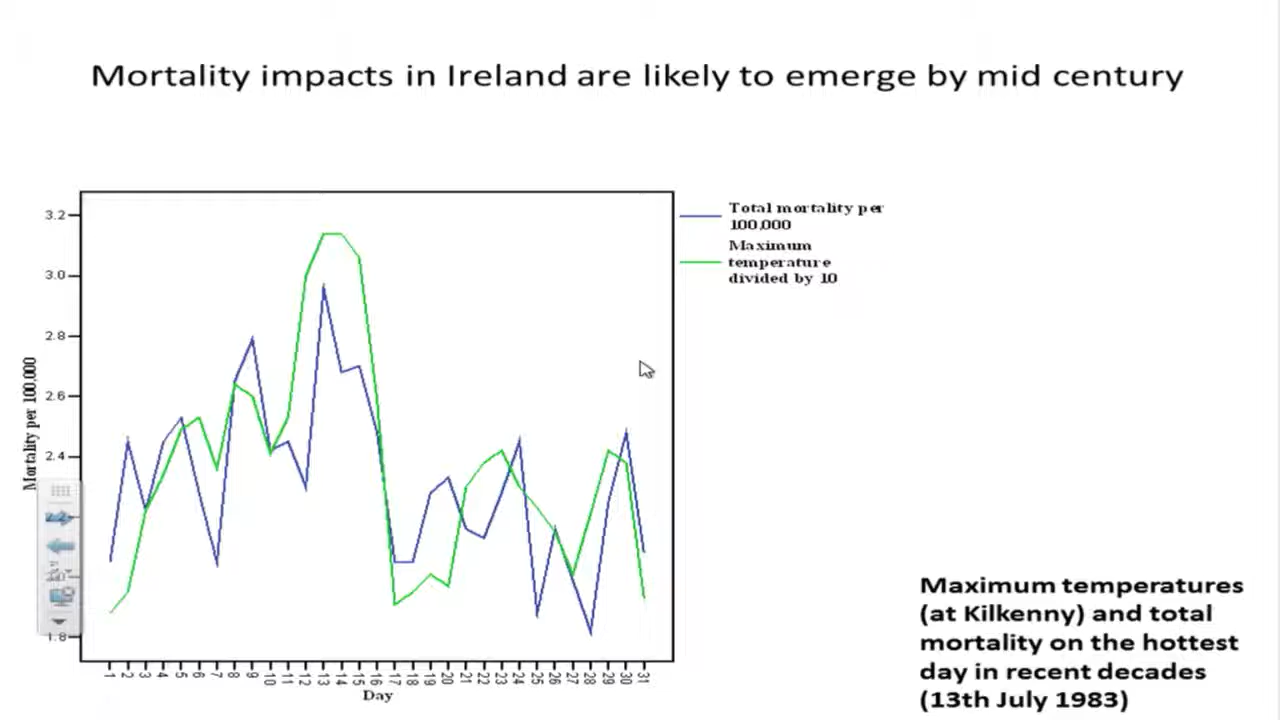 Mortality impacts in Ireland are likely to emerge by mid century
Total mortality per
100,000
Maximum
temperature
divided by 10
3.2
3.0
2.8
2.6
2.4
1.8
Mortality per 100,000
1 2 3 4 5 6 7 8 9 10 11 12 13 14 15 16 17 18 19 20 21 22 23 24 25 26 27 28 29 30 31
Day
Maximum temperatures
(at Kilkenny) and total
mortality on the hottest
day in recent decades
(13th July 1983)